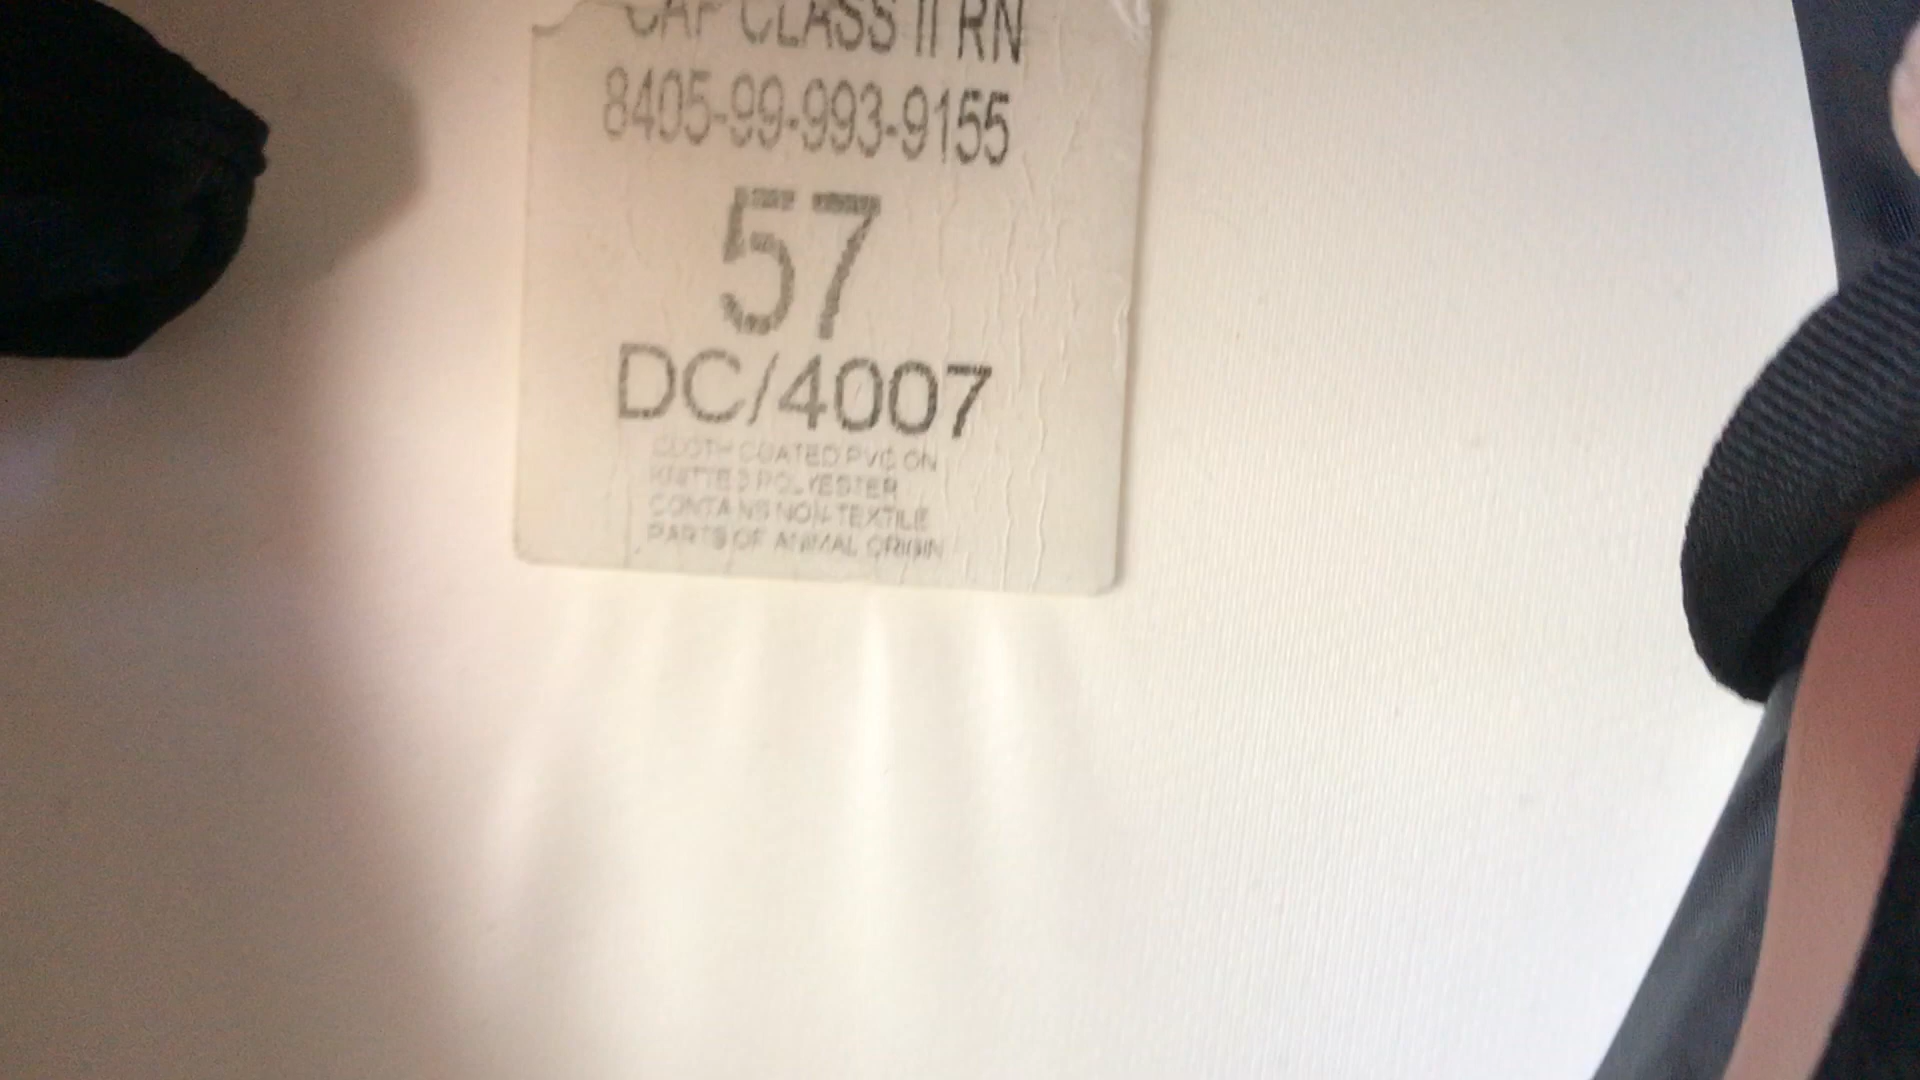 CAP CLASS II RN
8405-99-993-9155
57
DC/4007
CLOTH COATED PVC ON
KNITTED POLYESTER
CONTAINS NON-TEXTILE
PARTS OF ANIMAL ORIGIN